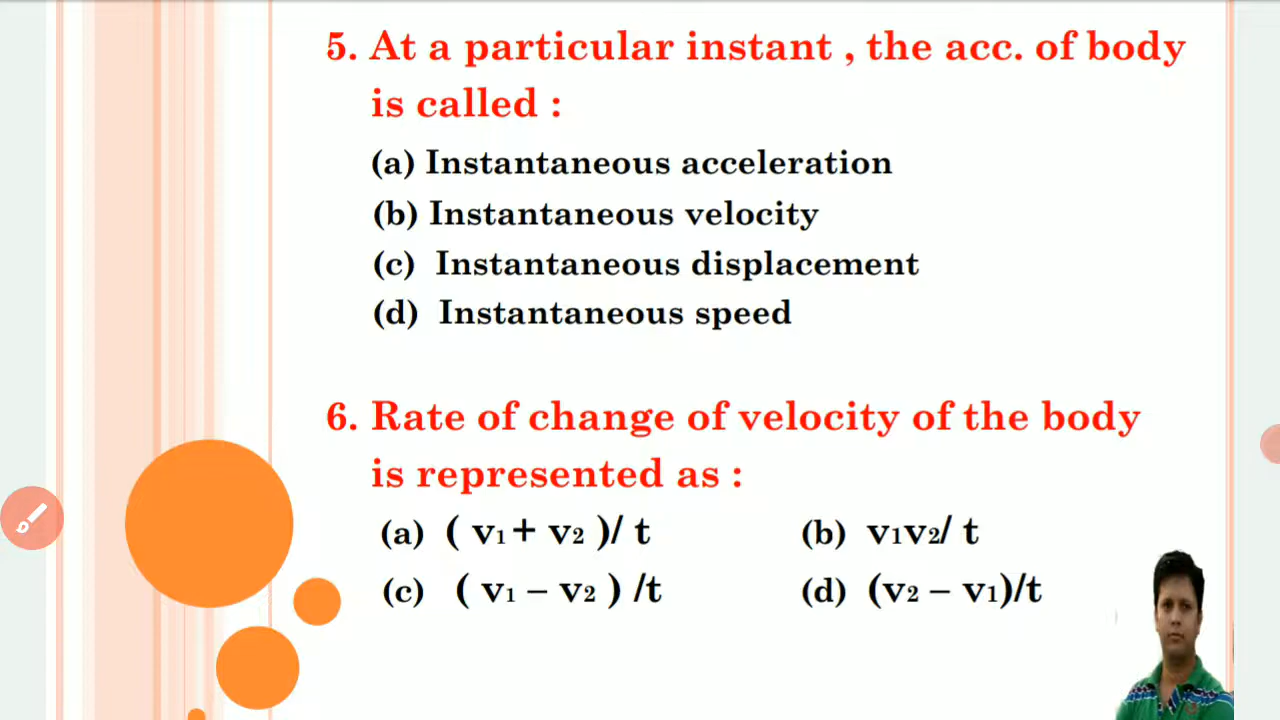 5. At a particular instant , the acc. of body
is called :
(a) Instantaneous acceleration
(b) Instantaneous velocity
(c) Instantaneous displacement
(d) Instantaneous speed
6. Rate of change of velocity of the body
is represented as :
(a) ( v₁ + v₂ )/ t (b) v₁v₂/ t
(c) ( v₁ – v₂ ) /t (d) (v₂ – v₁)/t